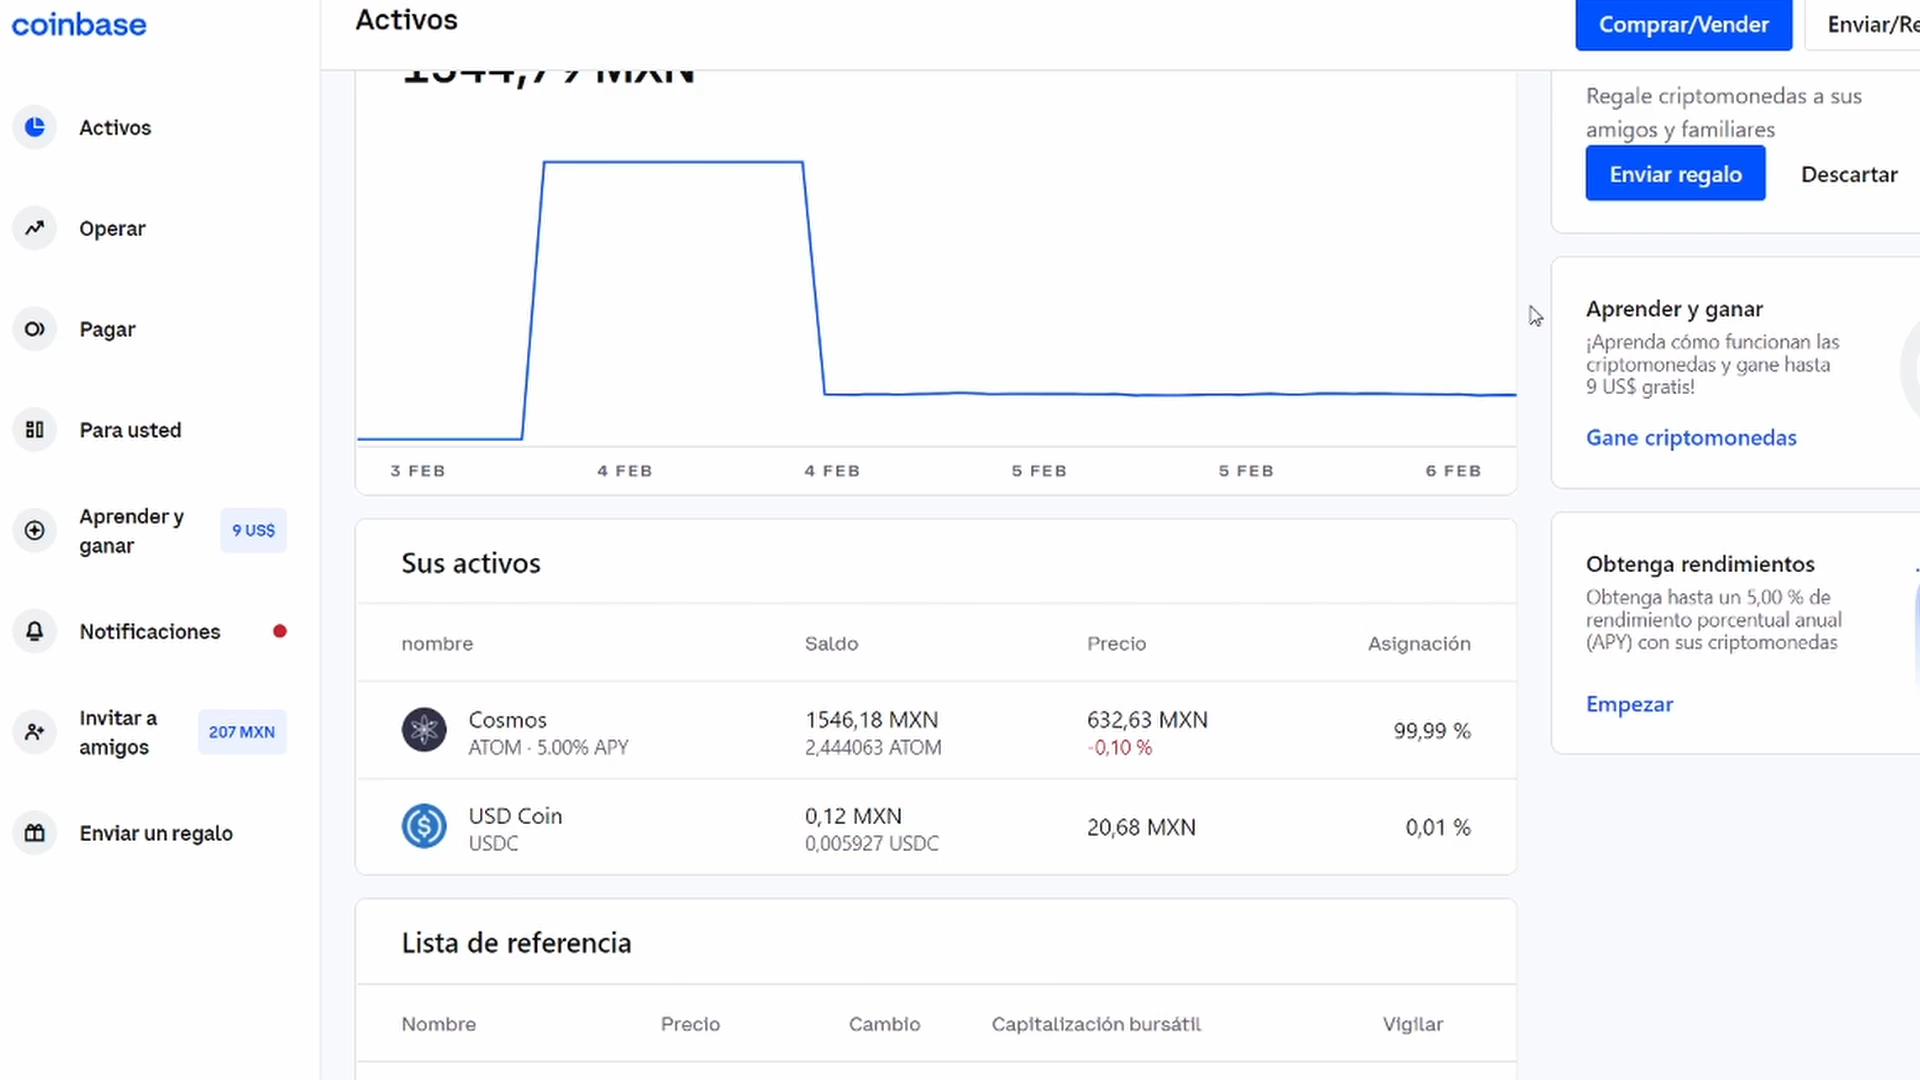 coinbase
Activos
Operar
Pagar
Para usted
Aprender y
ganar
9 US$
Notificaciones
Invitar a
amigos
207 MXN
Enviar un regalo
Activos
Comprar/Vender
Enviar/Re
MXN
3 FEB
4 FEB
4 FEB
5 FEB
5 FEB
6 FEB
Sus activos
nombre Saldo Precio Asignación
Cosmos 1546,18 MXN 632,63 MXN 99,99 %
ATOM · 5.00% APY 2,444063 ATOM -0,10 %
USD Coin 0,12 MXN 20,68 MXN 0,01 %
USDC 0,005927 USDC
Lista de referencia
Nombre Precio Cambio Capitalización bursátil Vigilar
Regale criptomonedas a sus
amigos y familiares
Enviar regalo
Descartar
Aprender y ganar
¡Aprenda cómo funcionan las
criptomonedas y gane hasta
9 US$ gratis!
Gane criptomonedas
Obtenga rendimientos
Obtenga hasta un 5,00 % de
rendimiento porcentual anual
(APY) con sus criptomonedas
Empezar